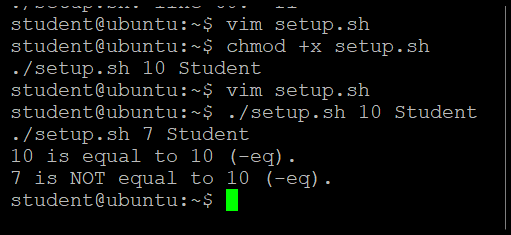 student@ubuntu:~$ vim setup.sh
student@ubuntu:~$ chmod +x setup.sh
./setup.sh 10 Student
student@ubuntu:~$ vim setup.sh
student@ubuntu:~$ ./setup.sh 10 Student
./setup.sh 7 Student
10 is equal to 10 (-eq).
7 is NOT equal to 10 (-eq).
student@ubuntu:~$